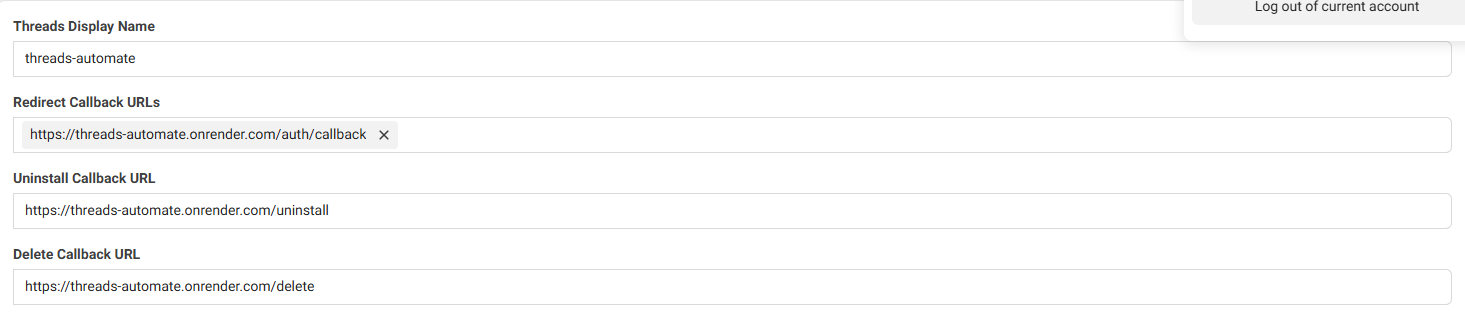 Log out of current account
Threads Display Name
threads-automate
Redirect Callback URLs
https://threads-automate.onrender.com/auth/callback ×
Uninstall Callback URL
https://threads-automate.onrender.com/uninstall
Delete Callback URL
https://threads-automate.onrender.com/delete